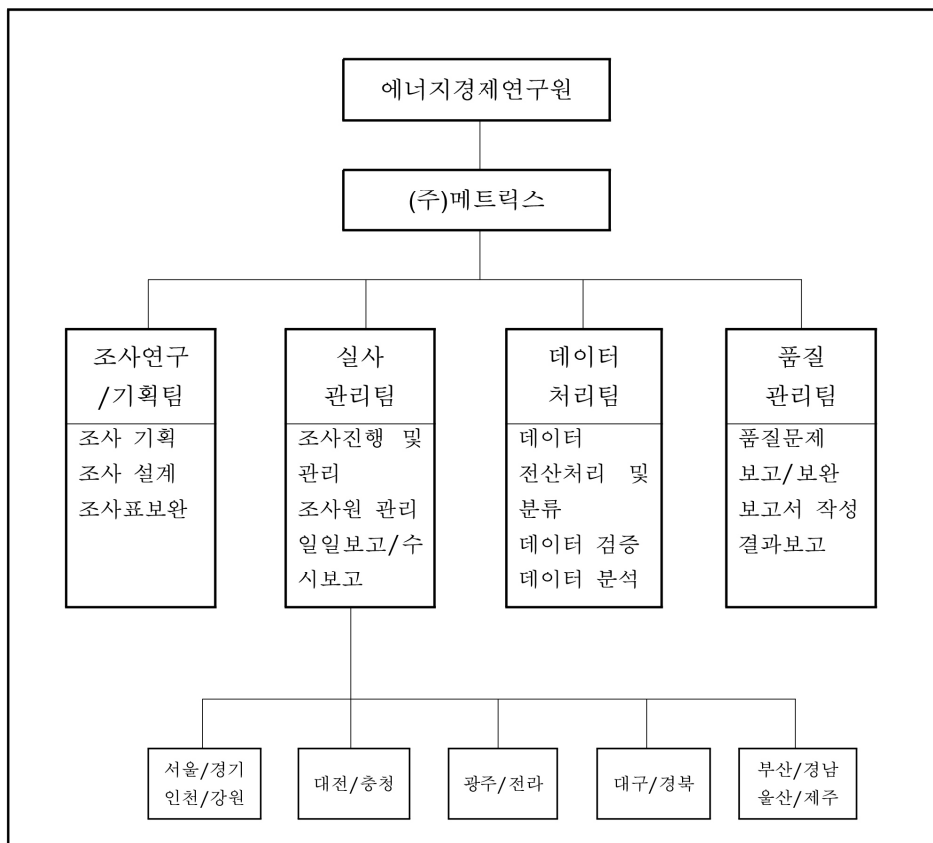 에너지경제연구원
(주)메트릭스
조사연구
/기획팀
조사 기획
조사 설계
조사표보완
실사
관리팀
조사진행 및
관리
조사원 관리
일일보고/수
시보고
데이터
처리팀
데이터
전산처리 및
분류
데이터 검증
데이터 분석
품질
관리팀
품질문제
보고/보완
보고서 작성
결과보고
서울/경기
인천/강원
대전/충청
광주/전라
대구/경북
부산/경남
울산/제주